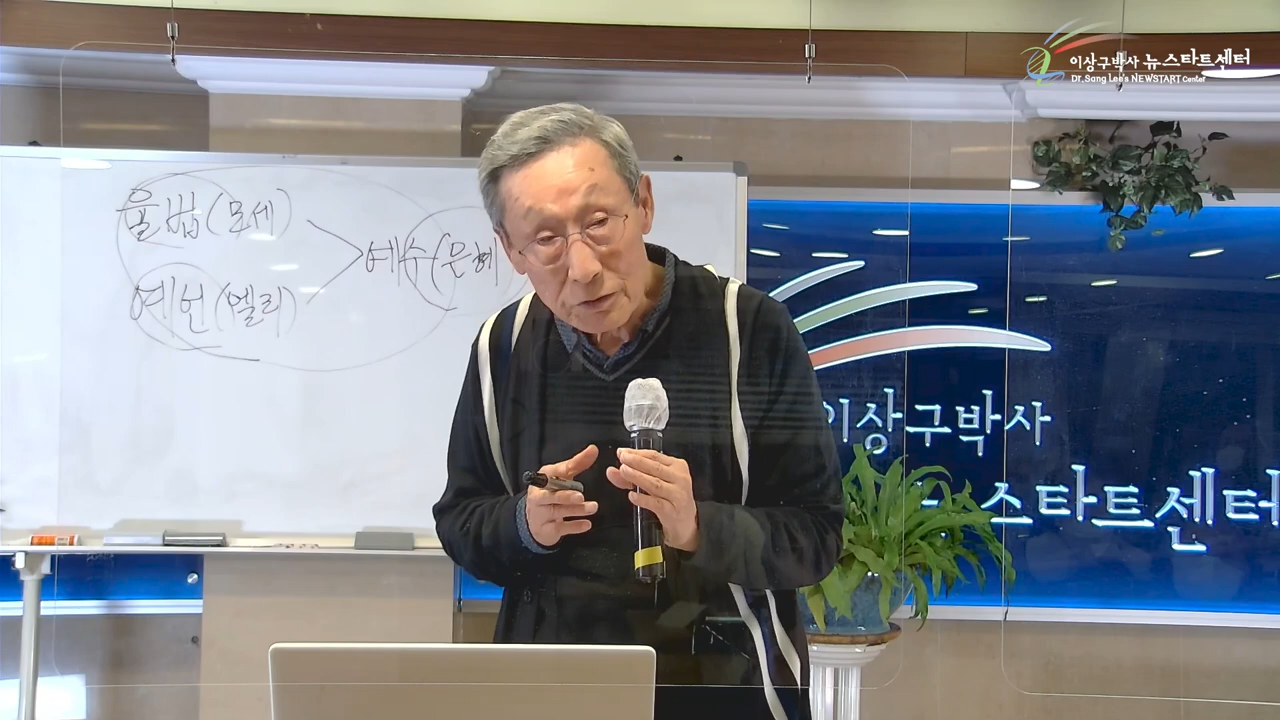 이상구박사 뉴스타트센터
Dr. Sang Lee's NEWSTART Center
율법(모세)
예수(은혜
예언(엘리
이상구박사
스타트센터